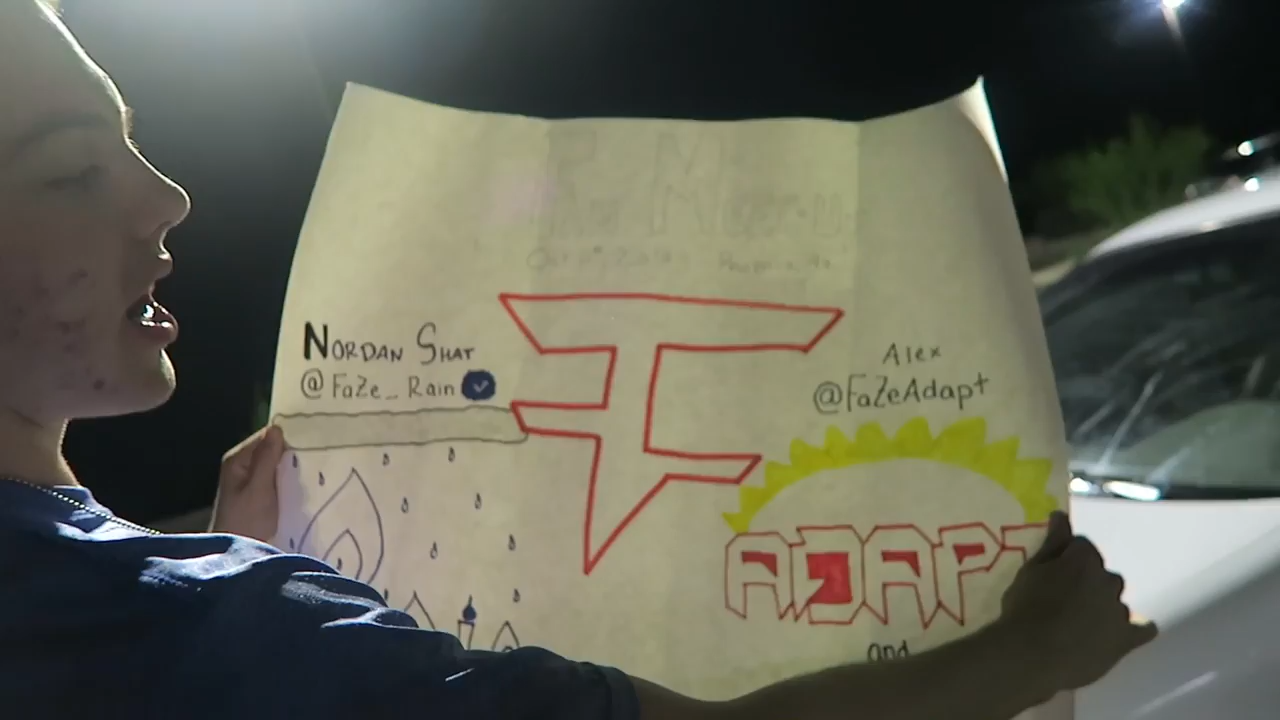 NORDAN SHAT
@FaZe_Rain
Alex
@FaZeAdapt
ADAPT
and